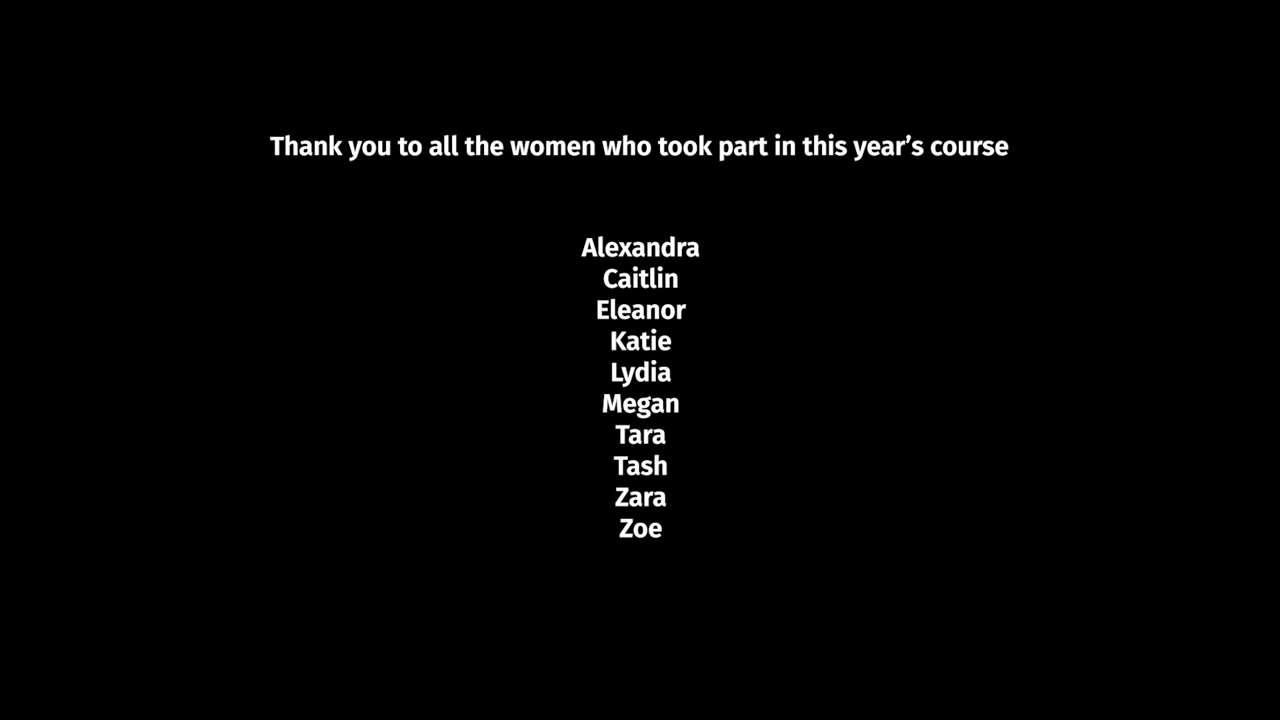 Thank you to all the women who took part in this year’s course
Alexandra
Caitlin
Eleanor
Katie
Lydia
Megan
Tara
Tash
Zara
Zoe